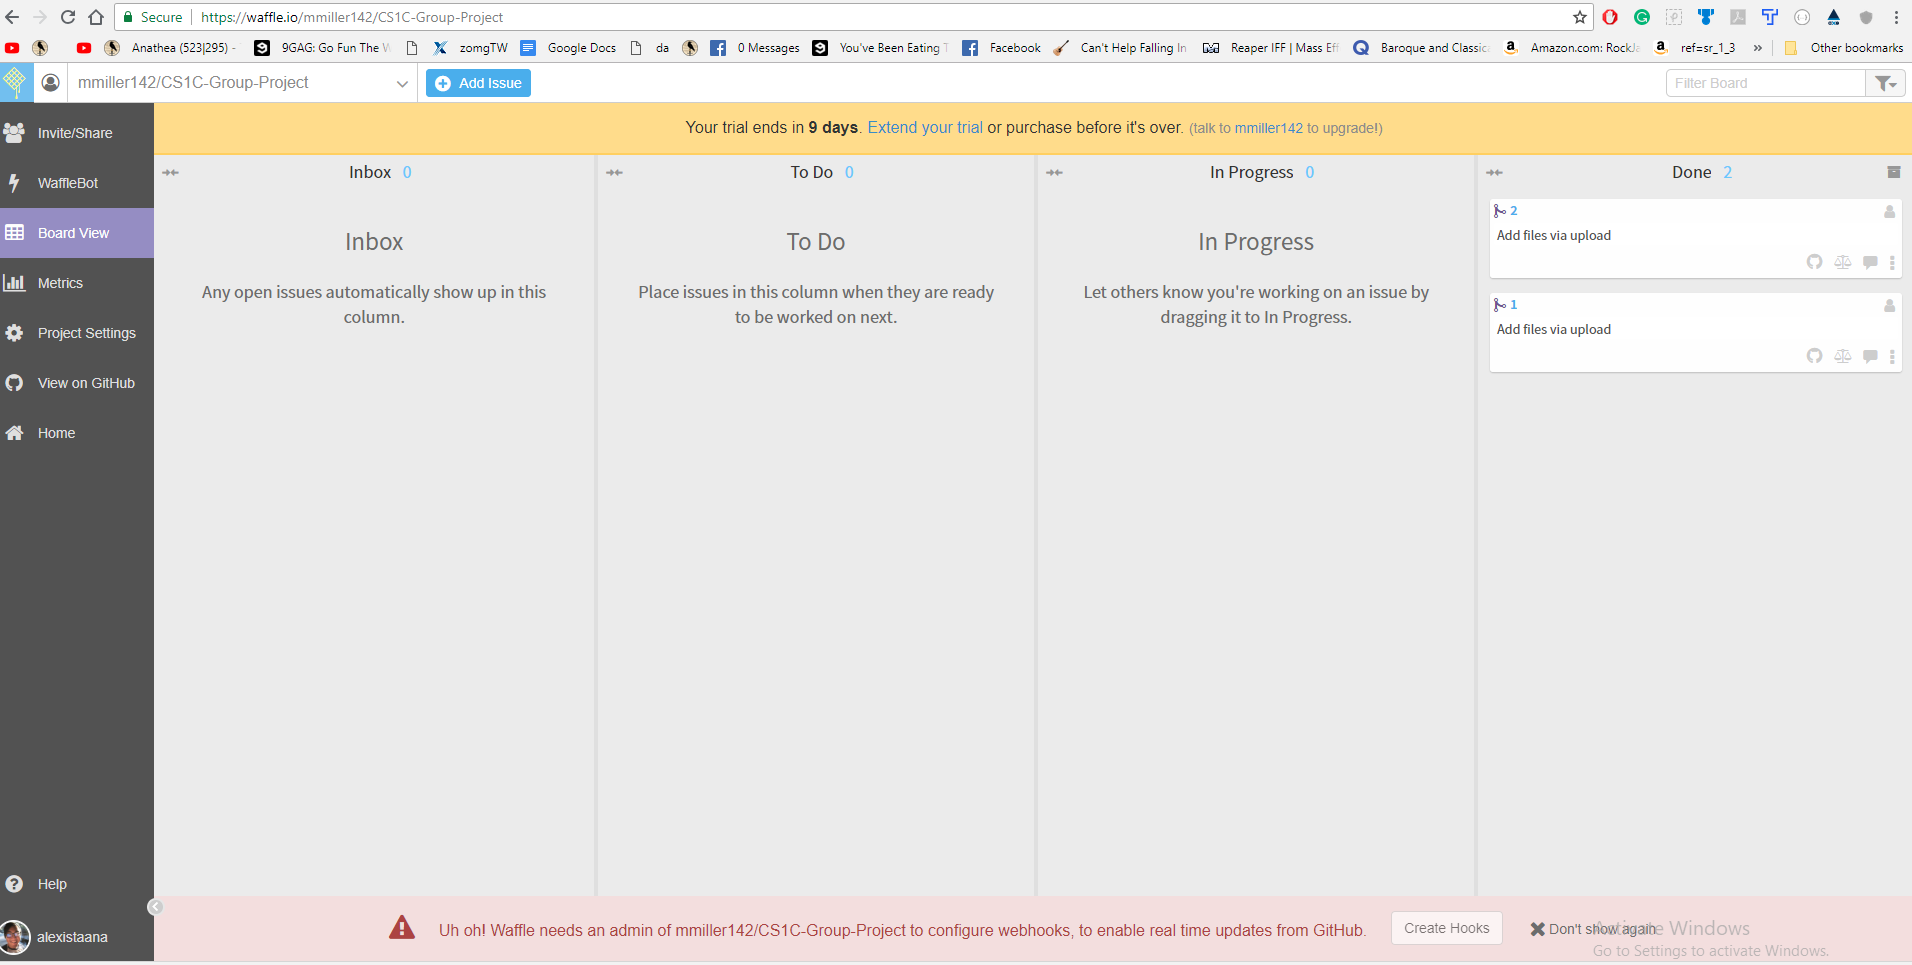 Secure https://waffle.io/mmiller142/CS1C-Group-Project
Anathea (523|295) - 9GAG: Go Fun The W zomgTW Google Docs da 0 Messages You've Been Eating T Facebook Can't Help Falling In Reaper IFF | Mass Eff Baroque and Classica Amazon.com: RockJa ref=sr_1_3 » Other bookmarks
mmiller142/CS1C-Group-Project Add Issue Filter Board
Your trial ends in 9 days. Extend your trial or purchase before it's over. (talk to mmiller142 to upgrade!)
Invite/Share
WaffleBot
Board View
Metrics
Project Settings
View on GitHub
Home
Help
alexistaana
Inbox 0
Inbox
Any open issues automatically show up in this
column.
To Do 0
To Do
Place issues in this column when they are ready
to be worked on next.
In Progress 0
In Progress
Let others know you're working on an issue by
dragging it to In Progress.
Done 2
2
Add files via upload
1
Add files via upload
Uh oh! Waffle needs an admin of mmiller142/CS1C-Group-Project to configure webhooks, to enable real time updates from GitHub. Create Hooks Don't show again
Activate Windows
Go to Settings to activate Windows.